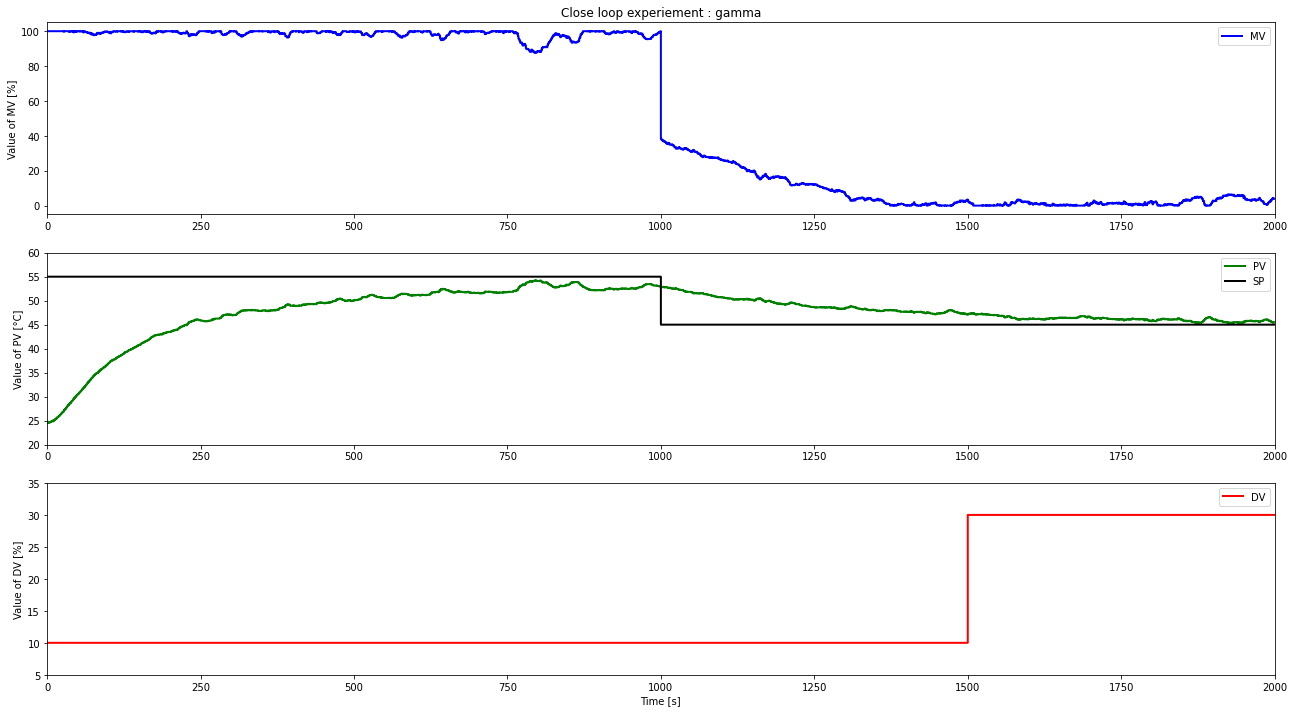 Close loop experiement : gamma
Value of MV [%]
100
80
60
40
20
0
MV
0 250 500 750 1000 1250 1500 1750 2000
Value of PV [°C]
60
55
50
45
40
35
30
25
20
PV
SP
0 250 500 750 1000 1250 1500 1750 2000
Value of DV [%]
35
30
25
20
15
10
5
DV
0 250 500 750 1000 1250 1500 1750 2000
Time [s]